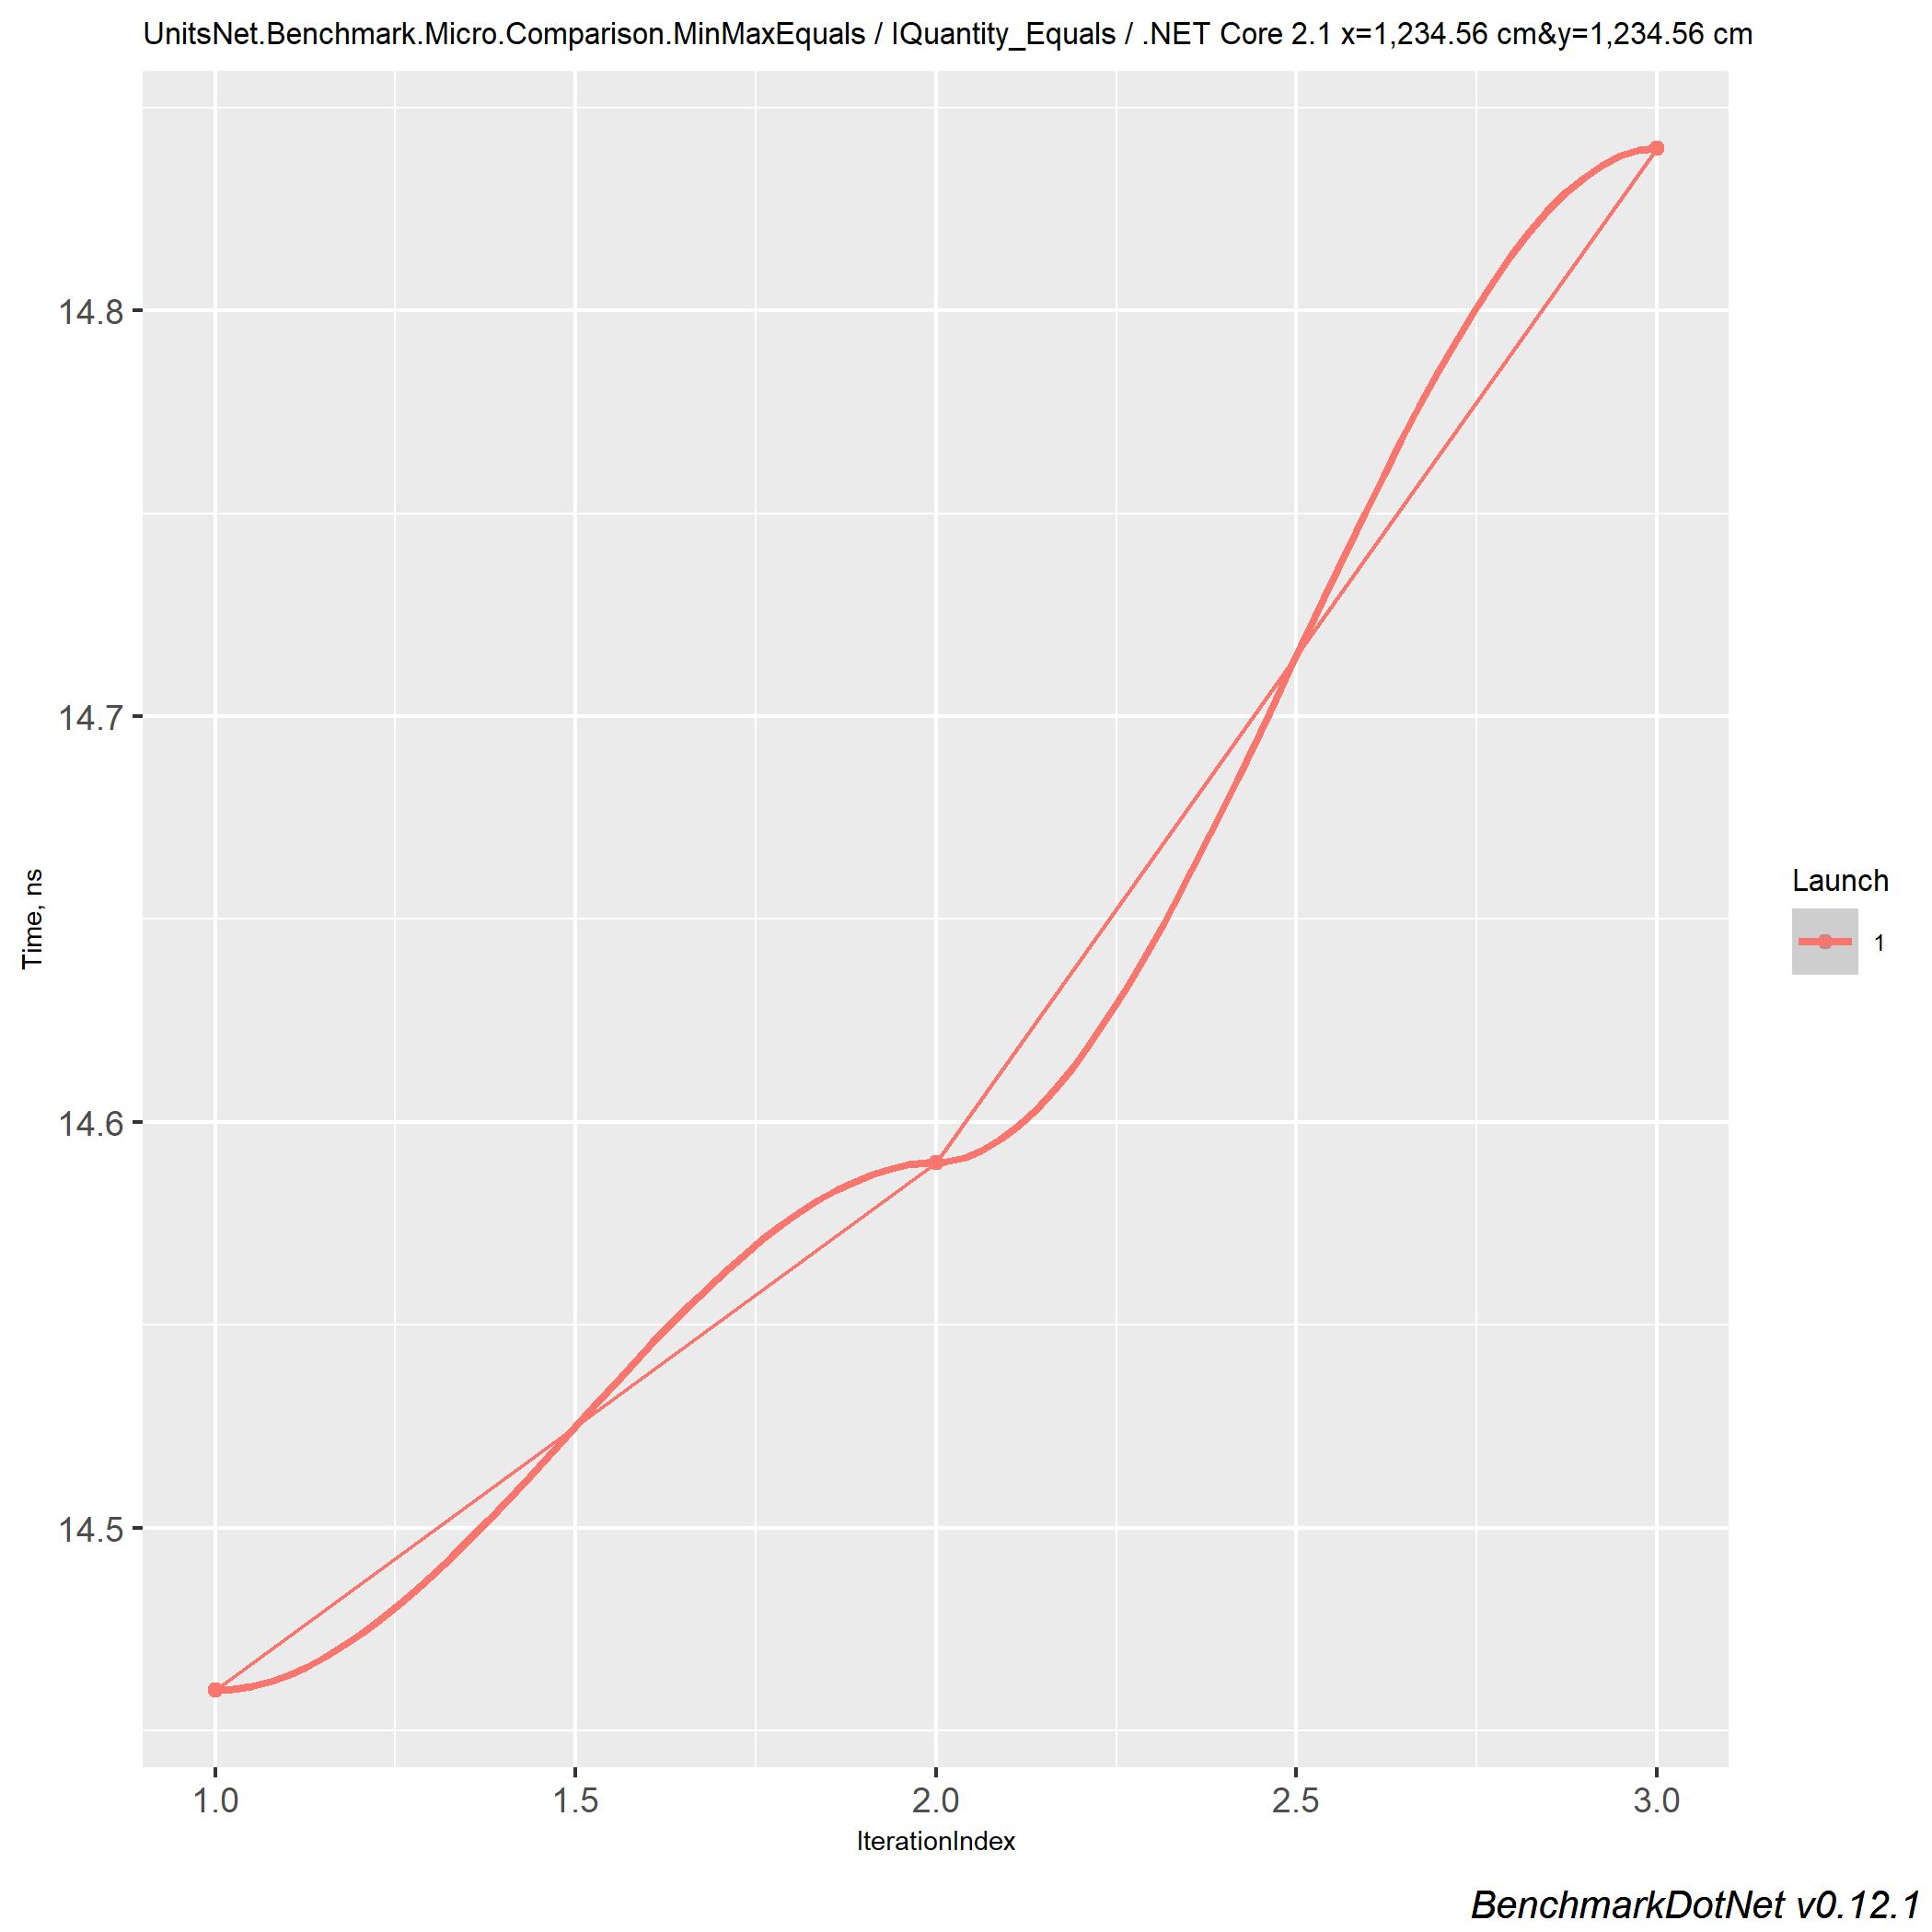 UnitsNet.Benchmark.Micro.Comparison.MinMaxEquals / IQuantity_Equals / .NET Core 2.1 x=1,234.56 cm&y=1,234.56 cm
14.8
14.7
14.6
14.5
Time, ns
1.0 1.5 2.0 2.5 3.0
IterationIndex
Launch
1
BenchmarkDotNet v0.12.1